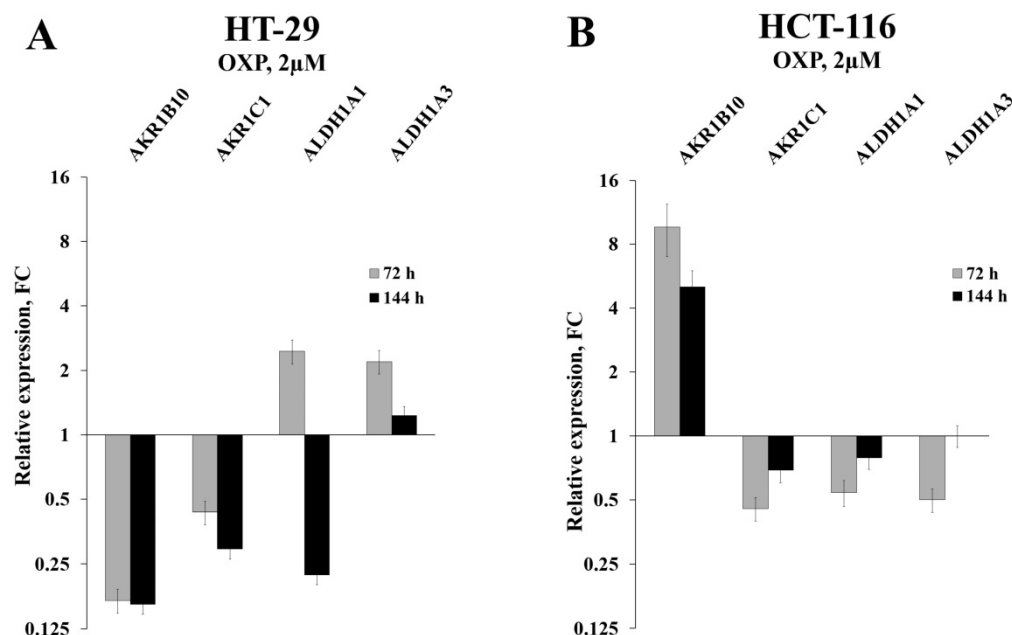 A
HT-29
OXP, 2µM
AKR1B10
AKR1C1
ALDH1A1
ALDH1A3
Relative expression, FC
16
8
4
2
1
0.5
0.25
0.125
72 h
144 h
B
HCT-116
OXP, 2µM
AKR1B10
AKR1C1
ALDH1A1
ALDH1A3
Relative expression, FC
16
8
4
2
1
0.5
0.25
0.125
72 h
144 h